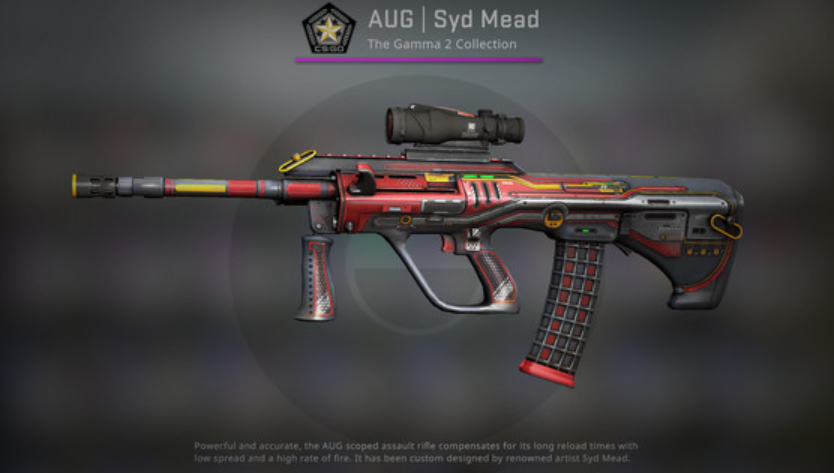 CS:GO
AUG | Syd Mead
The Gamma 2 Collection
Powerful and accurate, the AUG scoped assault rifle compensates for its long reload times with
low spread and a high rate of fire. It has been custom designed by renowned artist Syd Mead.